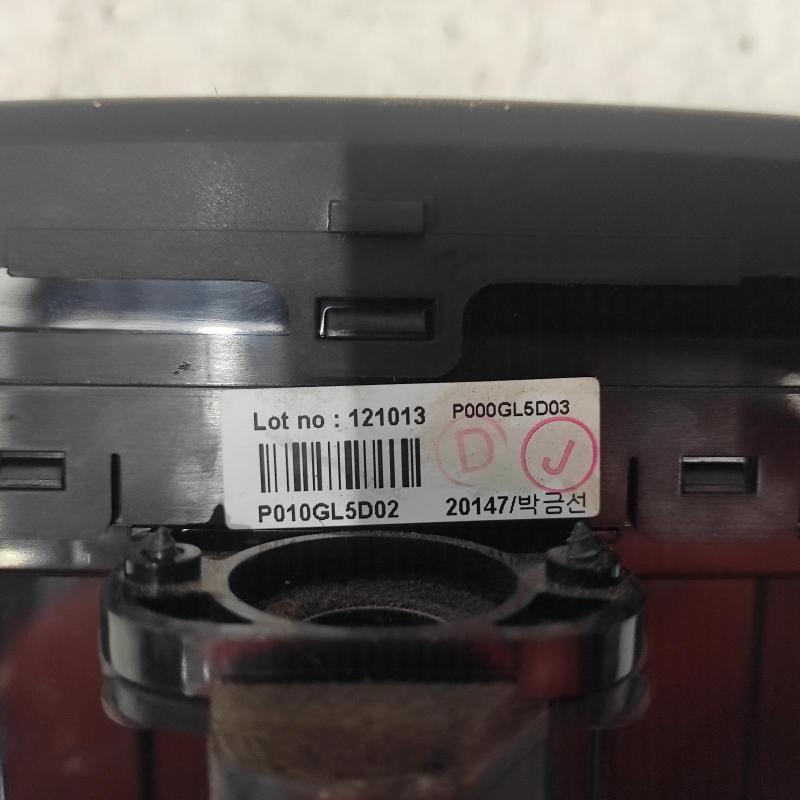 Lot no : 121013 P000GL5D03
D J
P010GL5D02 20147/박금선